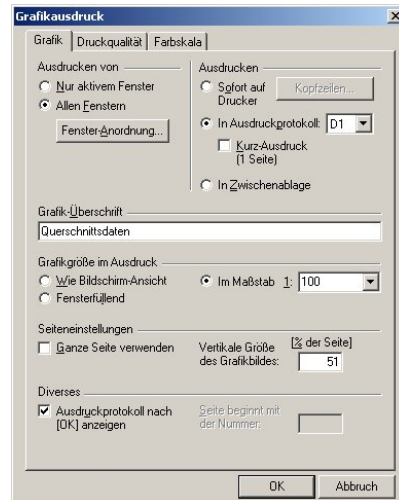 Grafikausdruck
Grafik Druckqualität Farbskala
Ausdrucken von
Nur aktivem Fenster
Allen Fenstern
Fenster-Anordnung...
Ausdrucken
Sofort auf Drucker
Kopfzeilen...
In Ausdruckprotokoll: D1
Kurz-Ausdruck
(1 Seite)
In Zwischenablage
Grafik-Überschrift
Querschnittsdaten
Grafikgröße im Ausdruck
Wie Bildschirm-Ansicht
Fensterfüllend
Im Maßstab 1: 100
Seiteneinstellungen
Ganze Seite verwenden
Vertikale Größe des Grafikbildes:
[% der Seite]
51
Diverses
Ausdruckprotokoll nach
[OK] anzeigen
Seite beginnt mit
der Nummer:
OK Abbruch